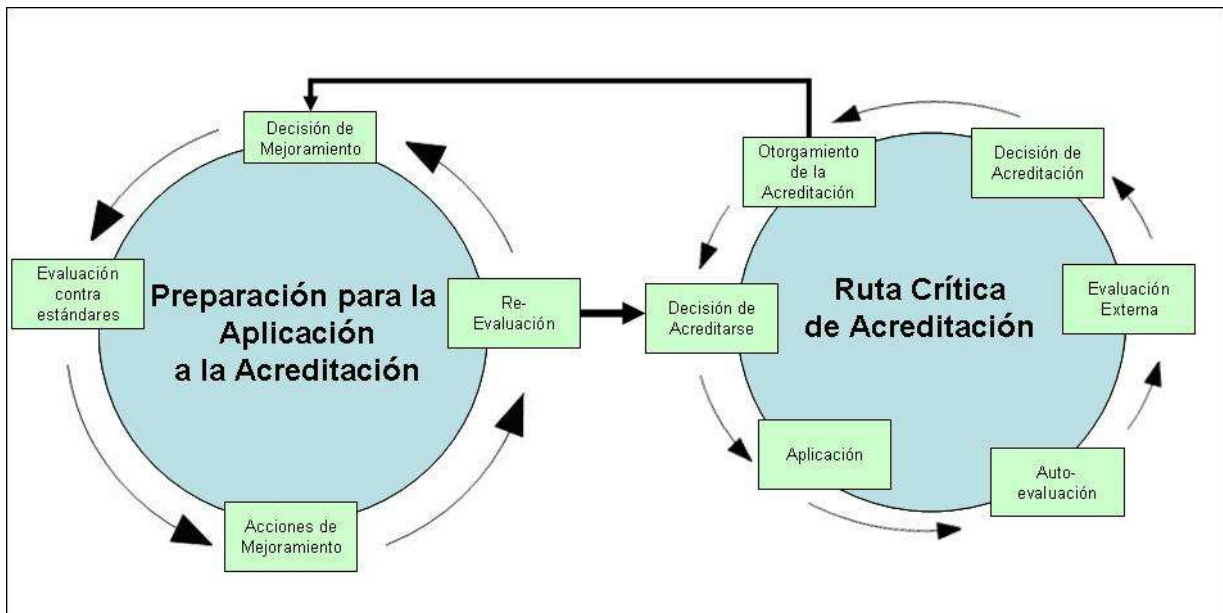 Decisión de
Mejoramiento
Evaluación
contra
estándares
Preparación para la
Aplicación
a la Acreditación
Re-
Evaluación
Acciones de
Mejoramiento
Otorgamiento
de la
Acreditación
Decisión de
Acreditación
Decisión de
Acreditarse
Ruta Crítica
de Acreditación
Evaluación
Externa
Aplicación
Auto-
evaluación